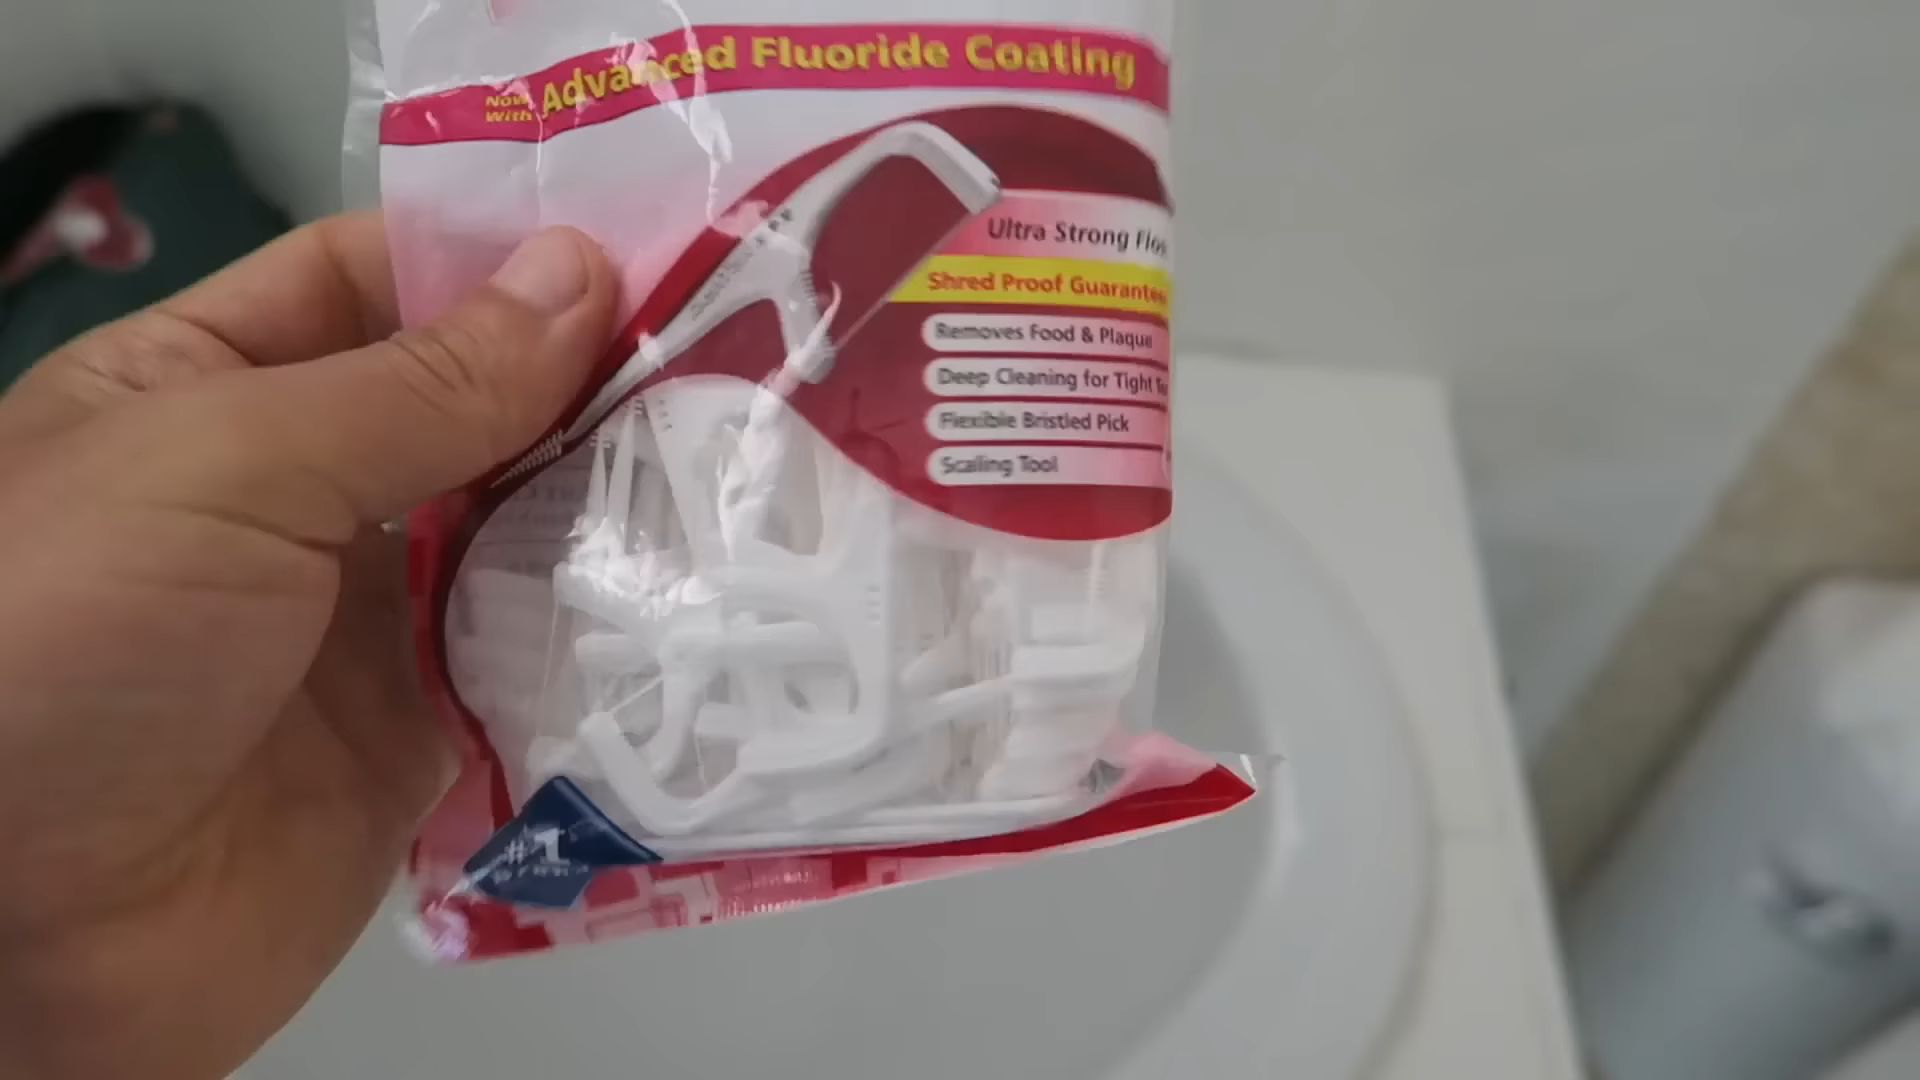 Now
With
Advanced Fluoride Coating
Ultra Strong Flos
Shred Proof Guarantee
Removes Food & Plaque
Deep Cleaning for Tight Te
Flexible Bristled Pick
Scaling Tool
#1